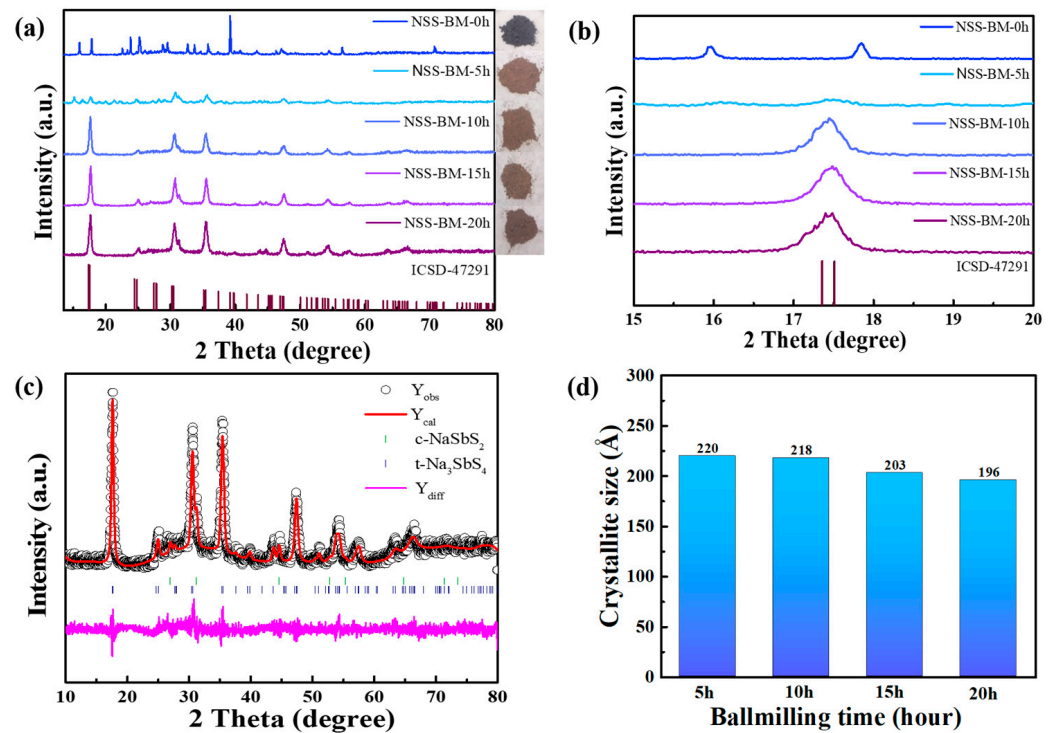 (a)
NSS-BM-0h
NSS-BM-5h
NSS-BM-10h
NSS-BM-15h
NSS-BM-20h
ICSD-47291
Intensity (a.u.)
20 30 40 50 60 70 80
2 Theta (degree)
(b)
NSS-BM-0h
NSS-BM-5h
NSS-BM-10h
NSS-BM-15h
NSS-BM-20h
ICSD-47291
Intensity (a.u.)
15 16 17 18 19 20
2 Theta (degree)
(c)
Yobs
Ycal
c-NaSbS2
t-Na3SbS4
Ydiff
Intensity (a.u.)
10 20 30 40 50 60 70 80
2 Theta (degree)
(d)
300
250
200
150
100
50
0
Crystallite size (Å)
220 218 203 196
5h 10h 15h 20h
Ballmilling time (hour)